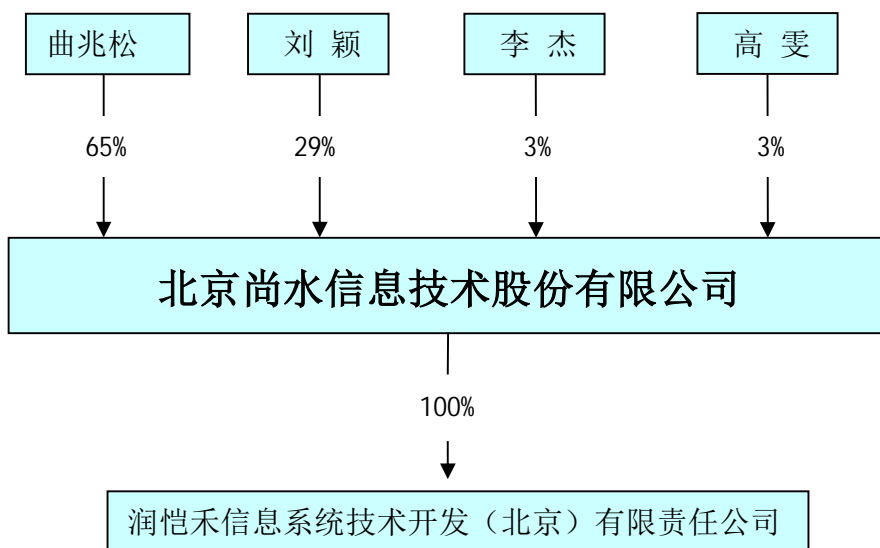 曲兆松 刘 颖 李 杰 高 雯
65% 29% 3% 3%
北京尚水信息技术股份有限公司
100%
润恺禾信息系统技术开发（北京）有限责任公司